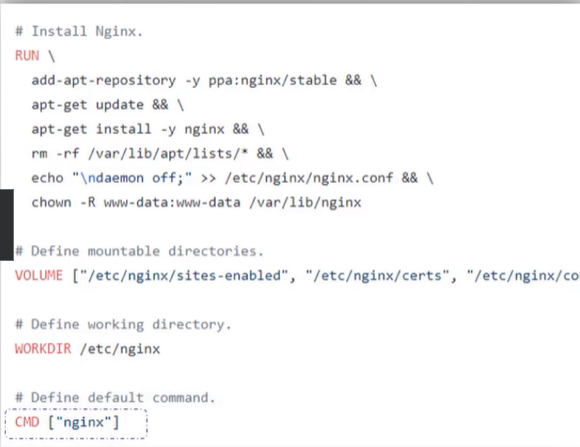 # Install Nginx.
RUN \
add-apt-repository -y ppa:nginx/stable && \
apt-get update && \
apt-get install -y nginx && \
rm -rf /var/lib/apt/lists/* && \
echo "\ndaemon off;" >> /etc/nginx/nginx.conf && \
chown -R www-data:www-data /var/lib/nginx
# Define mountable directories.
VOLUME ["/etc/nginx/sites-enabled", "/etc/nginx/certs", "/etc/nginx/co
# Define working directory.
WORKDIR /etc/nginx
# Define default command.
CMD ["nginx"]